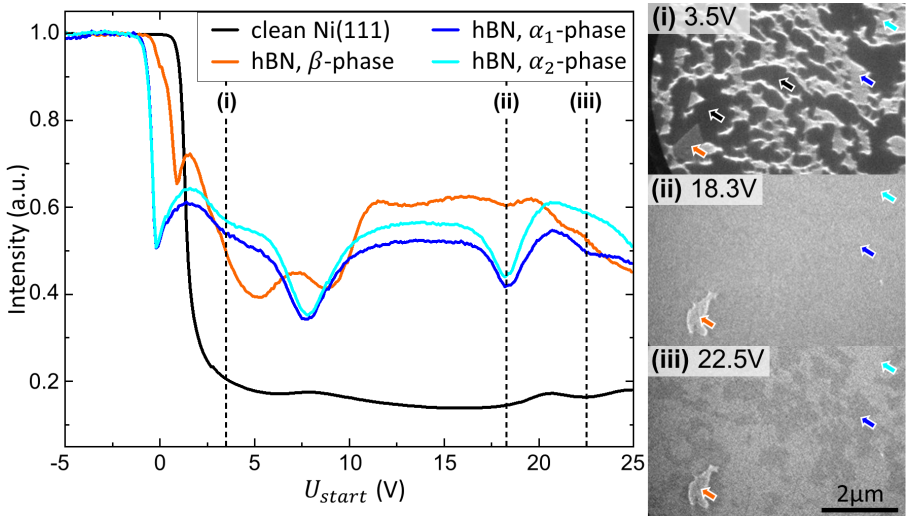 clean Ni(111)
hBN, β-phase
hBN, α₁-phase
hBN, α₂-phase
(i)
(ii)
(iii)
1.0
0.8
0.6
0.4
0.2
Intensity (a.u.)
-5
0
5
10
15
20
25
U_start (V)
(i) 3.5V
(ii) 18.3V
(iii) 22.5V
2μm